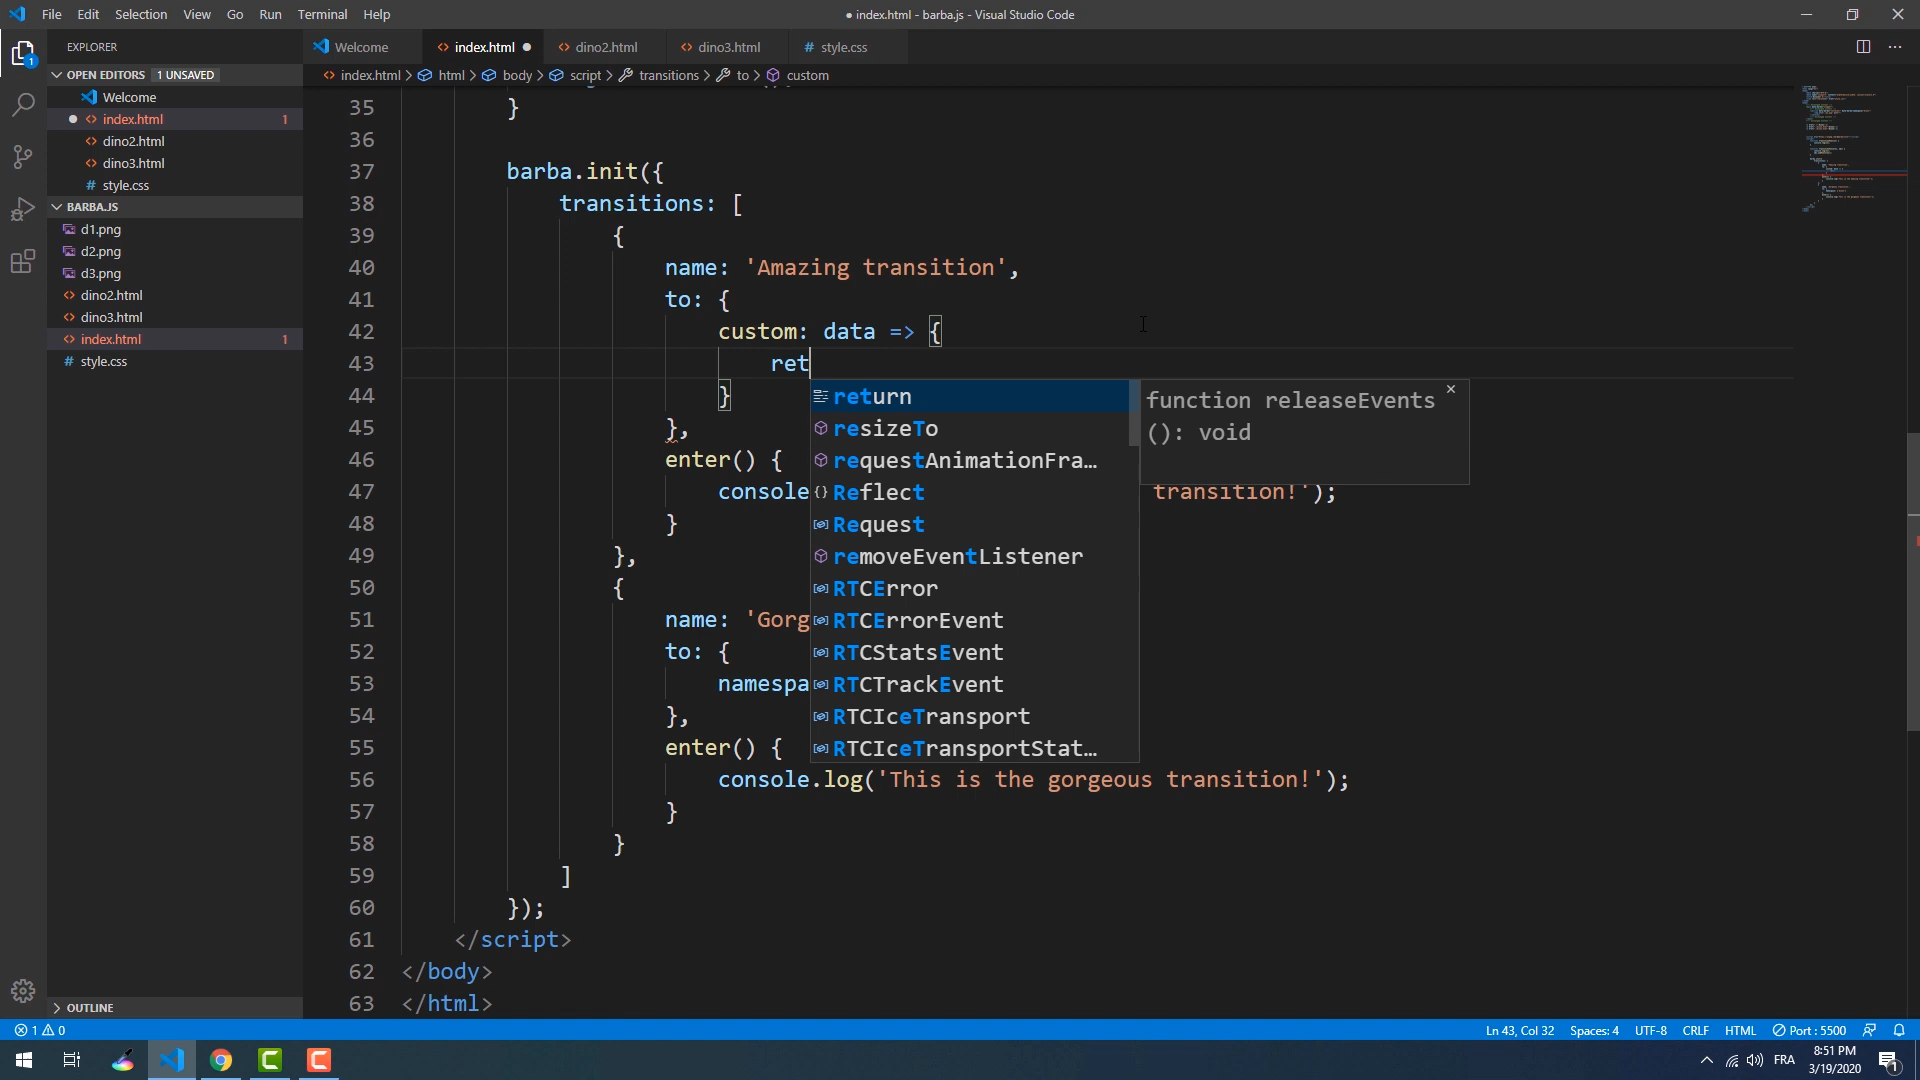 File Edit Selection View Go Run Terminal Help
● index.html - barba.js - Visual Studio Code
EXPLORER
Welcome
index.html
dino2.html
dino3.html
# style.css
OPEN EDITORS 1 UNSAVED
index.html > html > body > script > transitions > to > custom
Welcome
index.html 1
dino2.html
dino3.html
# style.css
BARBA.JS
d1.png
d2.png
d3.png
dino2.html
dino3.html
index.html 1
# style.css
OUTLINE
35 }
36
37 barba.init({
38 transitions: [
39 {
40 name: 'Amazing transition',
41 to: {
42 custom: data => {
43 ret
44 }
45 },
46 enter() {
47 console transition!');
48 }
49 },
50 {
51 name: 'Gorg
52 to: {
53 namespa
54 },
55 enter() {
56 console.log('This is the gorgeous transition!');
57 }
58 }
59 ]
60 });
61 </script>
62 </body>
63 </html>
return
resizeTo
requestAnimationFra…
Reflect
Request
removeEventListener
RTCError
RTCErrorEvent
RTCStatsEvent
RTCTrackEvent
RTCIceTransport
RTCIceTransportStat…
function releaseEvents
(): void
1 0
Ln 43, Col 32 Spaces: 4 UTF-8 CRLF HTML Port : 5500
FRA
8:51 PM
3/19/2020
1